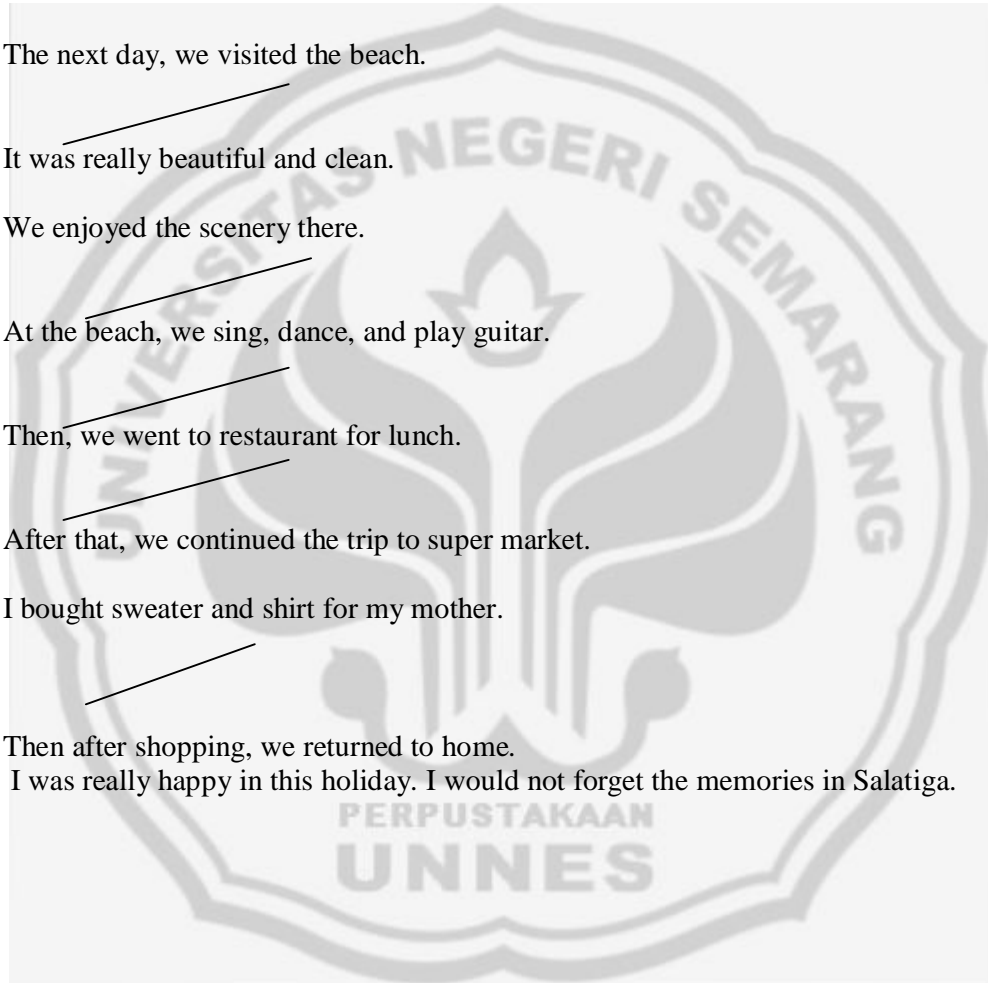 The next day, we visited the beach.
It was really beautiful and clean.
We enjoyed the scenery there.
At the beach, we sing, dance, and play guitar.
Then, we went to restaurant for lunch.
After that, we continued the trip to super market.
I bought sweater and shirt for my mother.
Then after shopping, we returned to home.
I was really happy in this holiday. I would not forget the memories in Salatiga.
UNIVERSITAS NEGERI SEMARANG
PERPUSTAKAAN
UNNES